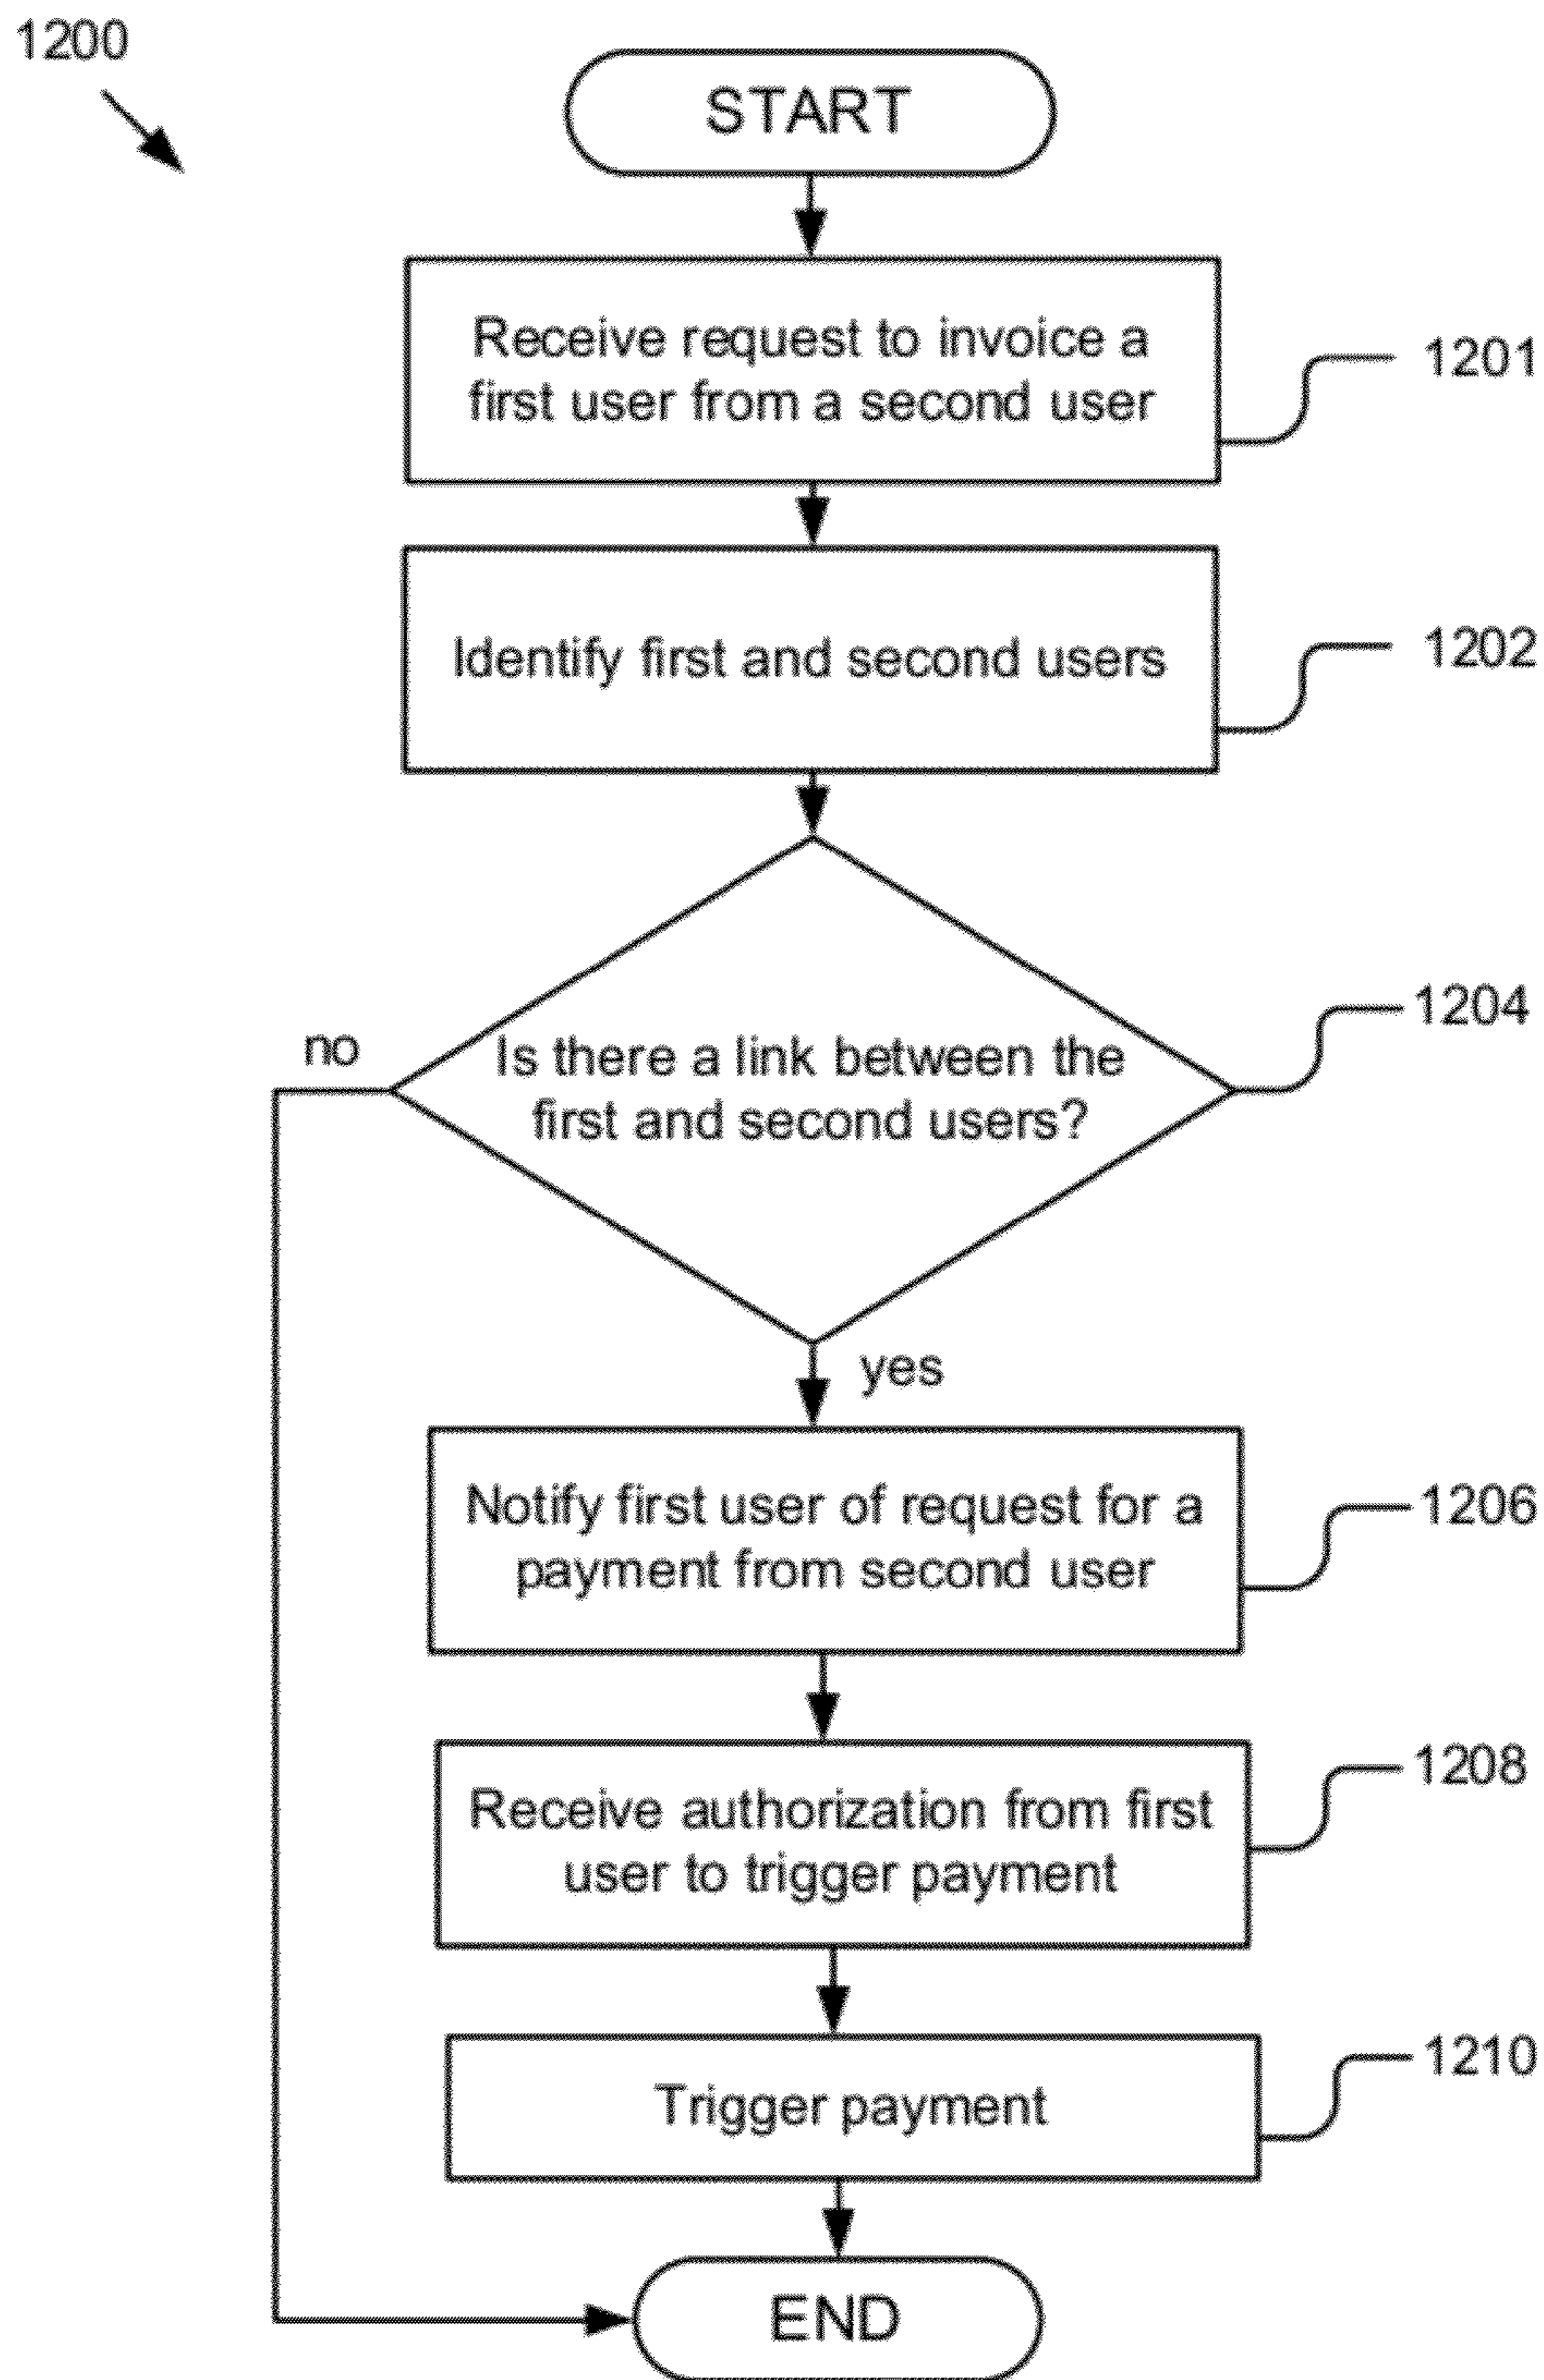 1200
START
Receive request to invoice a
first user from a second user
1201
Identify first and second users
1202
no
Is there a link between the
first and second users?
1204
yes
Notify first user of request for a
payment from second user
1206
Receive authorization from first
user to trigger payment
1208
Trigger payment
1210
END